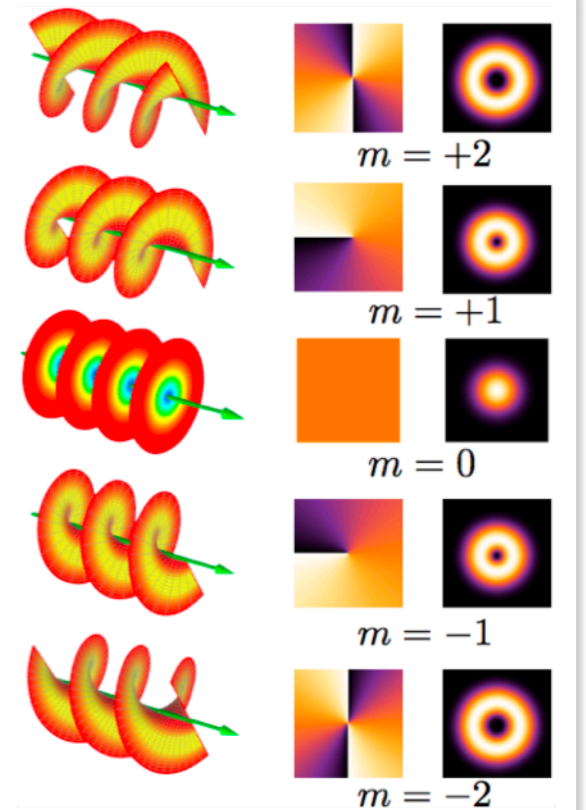 m = +2
m = +1
m = 0
m = −1
m = −2